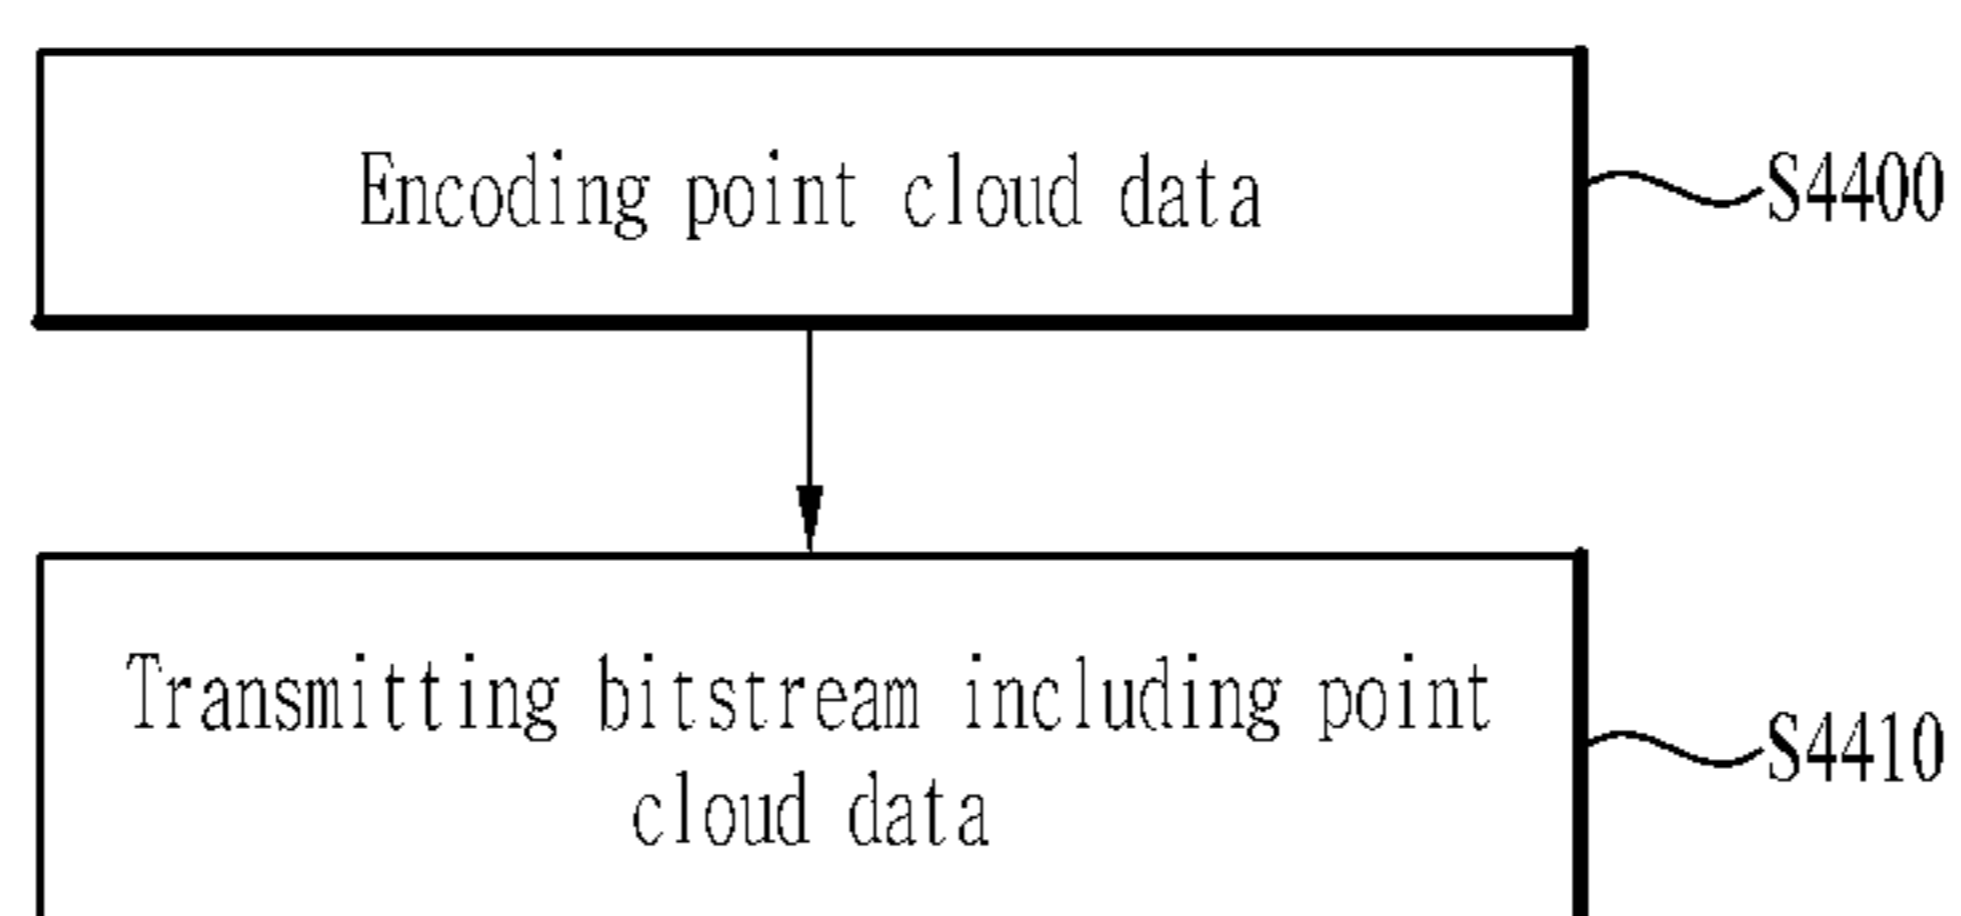 Encoding point cloud data
S4400
Transmitting bitstream including point
cloud data
S4410